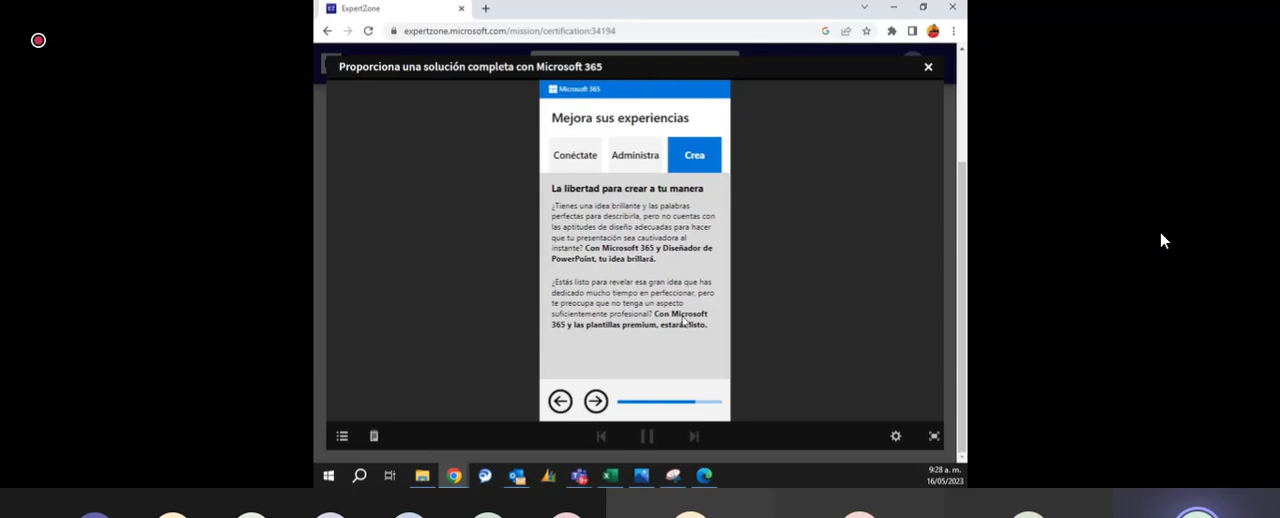 ExpertZone
expertzone.microsoft.com/mission/certification:34194
Proporciona una solución completa con Microsoft 365
Microsoft 365
Mejora sus experiencias
Conéctate
Administra
Crea
La libertad para crear a tu manera
¿Tienes una idea brillante y las palabras
perfectas para describirla, pero no cuentas con
las aptitudes de diseño adecuadas para hacer
que tu presentación sea cautivadora al
instante? Con Microsoft 365 y Diseñador de
PowerPoint, tu idea brillará.
¿Estás listo para revelar esa gran idea que has
dedicado mucho tiempo en perfeccionar, pero
te preocupa que no tenga un aspecto
suficientemente profesional? Con Microsoft
365 y las plantillas premium, estará listo.
9:28 a. m.
16/05/2023